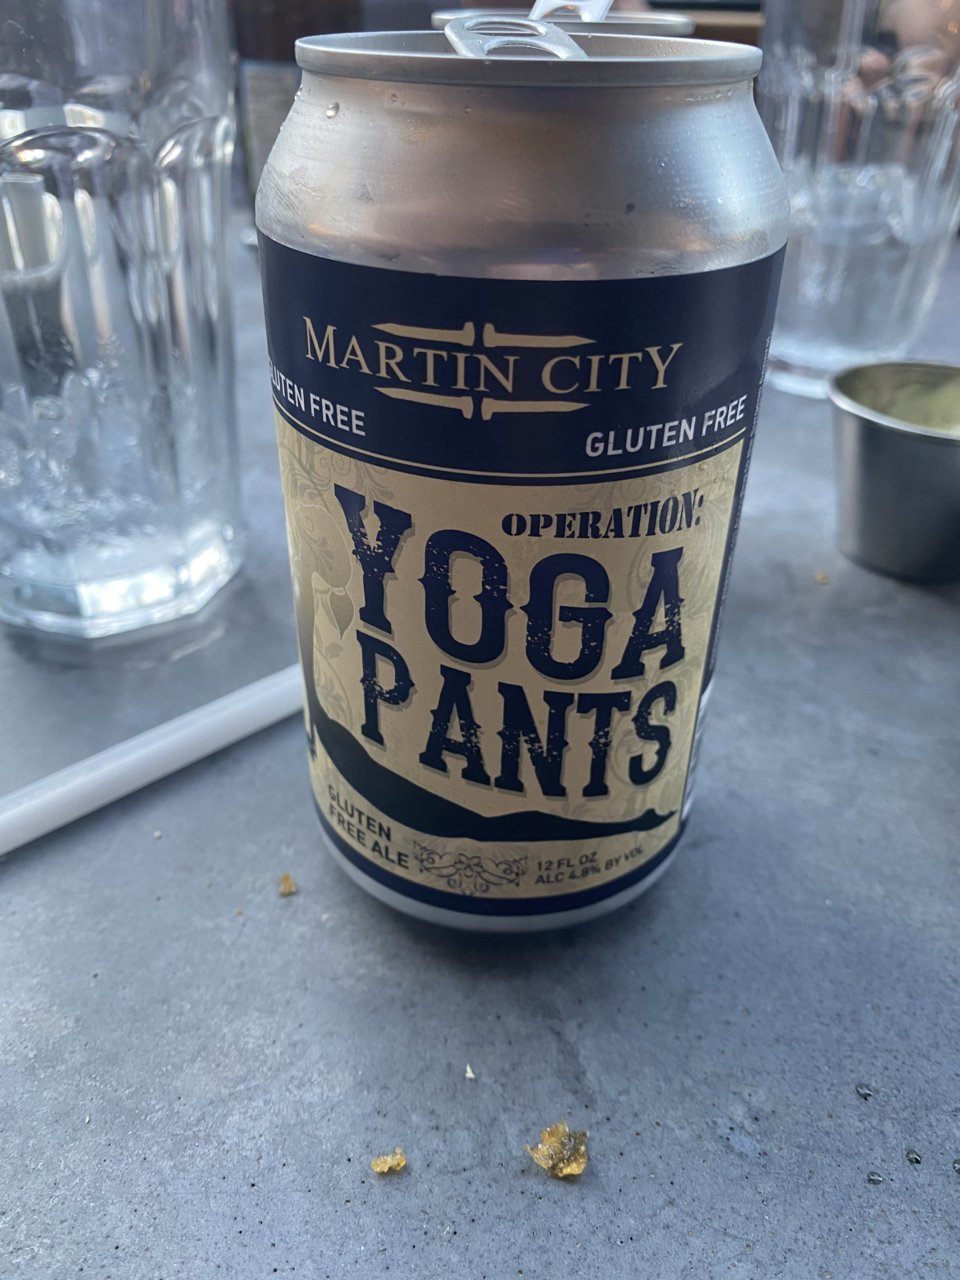 MARTIN CITY
GLUTEN FREE
GLUTEN FREE
OPERATION:
YOGA
PANTS
GLUTEN
FREE ALE
12 FL OZ
ALC 4.8% BY VOL